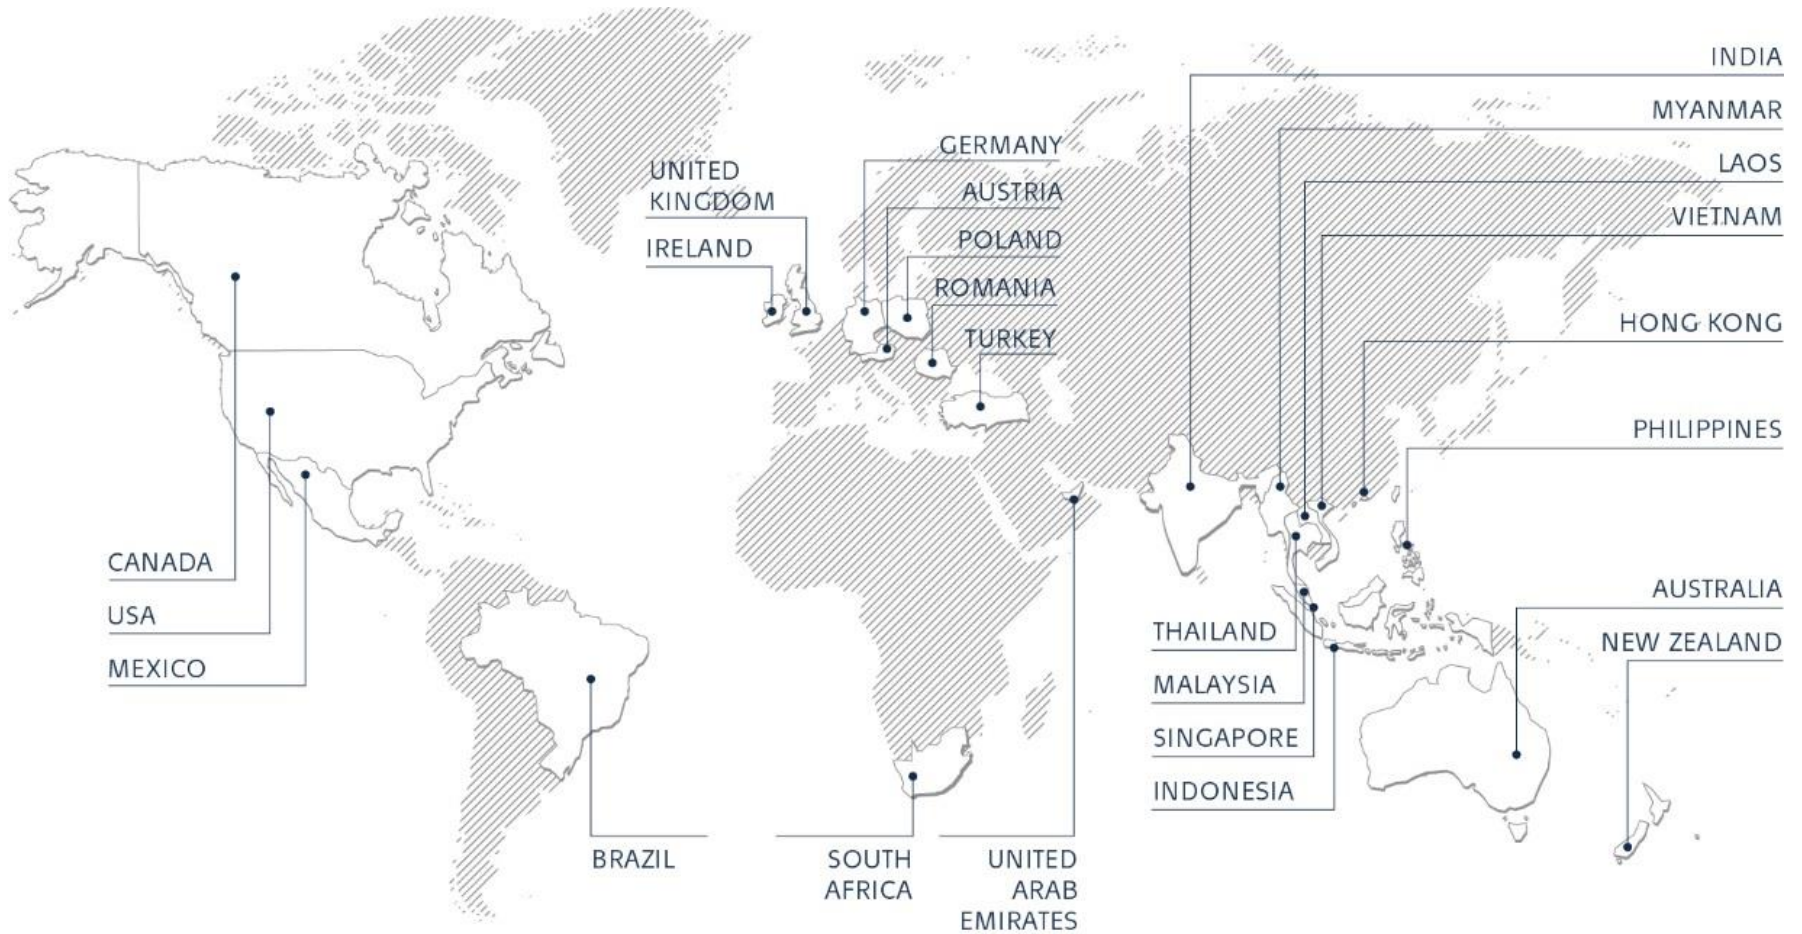 INDIA
MYANMAR
GERMANY
LAOS
UNITED
KINGDOM
AUSTRIA
VIETNAM
IRELAND
POLAND
ROMANIA
HONG KONG
TURKEY
PHILIPPINES
CANADA
AUSTRALIA
USA
THAILAND
NEW ZEALAND
MEXICO
MALAYSIA
SINGAPORE
INDONESIA
BRAZIL
SOUTH
AFRICA
UNITED
ARAB
EMIRATES